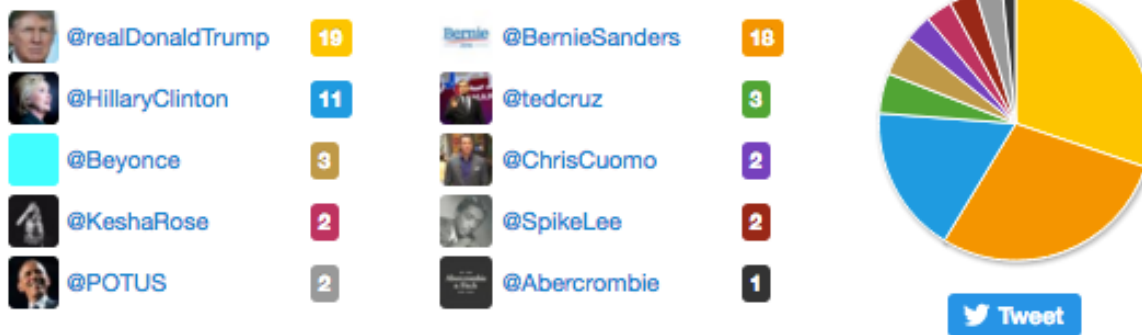 @realDonaldTrump 19 Bernie @BernieSanders 18
@HillaryClinton 11 @tedcruz 3
@Beyonce 3 @ChrisCuomo 2
@KeshaRose 2 @SpikeLee 2
@POTUS 2 @Abercrombie 1
Tweet